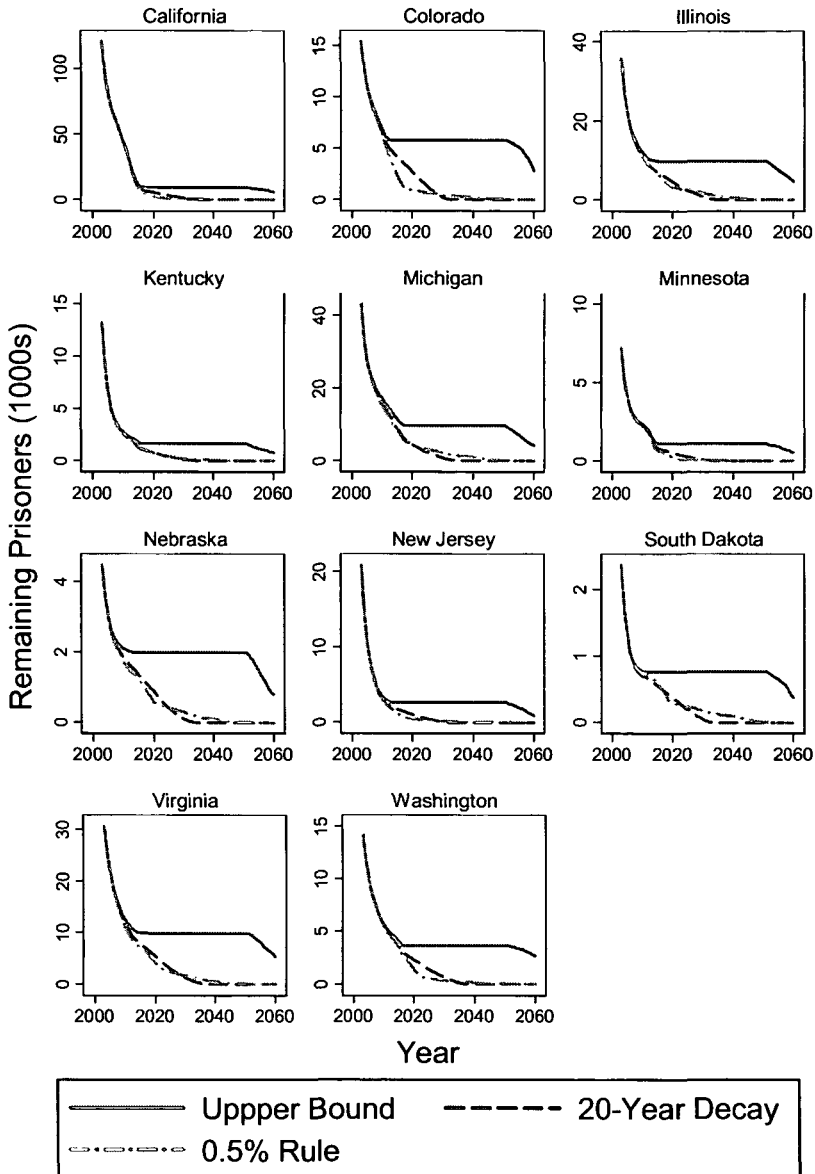 California
Colorado
Illinois
0 50 100
0 5 10 15
0 20 40
2000 2020 2040 2060
2000 2020 2040 2060
2000 2020 2040 2060
Kentucky
Michigan
Minnesota
0 5 10 15
0 20 40
0 5 10
2000 2020 2040 2060
2000 2020 2040 2060
2000 2020 2040 2060
Nebraska
New Jersey
South Dakota
0 2 4
0 10 20
0 1 2
2000 2020 2040 2060
2000 2020 2040 2060
2000 2020 2040 2060
Virginia
Washington
0 10 20 30
0 5 10 15
2000 2020 2040 2060
2000 2020 2040 2060
Remaining Prisoners (1000s)
Year
Uppper Bound
20-Year Decay
0.5% Rule